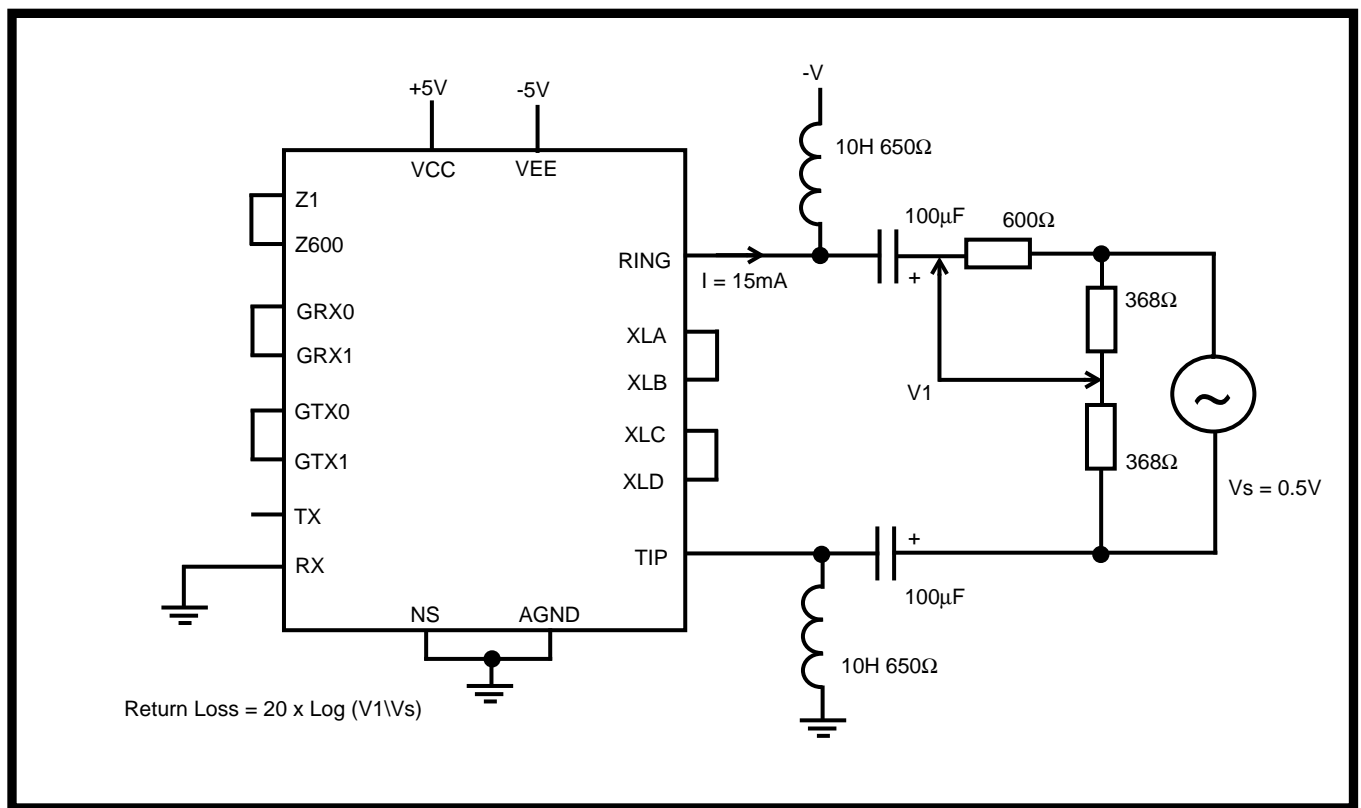 -V
+5V
-5V
10H 650Ω
VCC
VEE
Z1
Z600
100µF
600Ω
RING
I = 15mA
+
GRX0
GRX1
368Ω
XLA
XLB
V1
~
GTX0
GTX1
XLC
XLD
368Ω
Vs = 0.5V
TX
RX
TIP
+
100µF
NS
AGND
10H 650Ω
Return Loss = 20 x Log (V1\Vs)